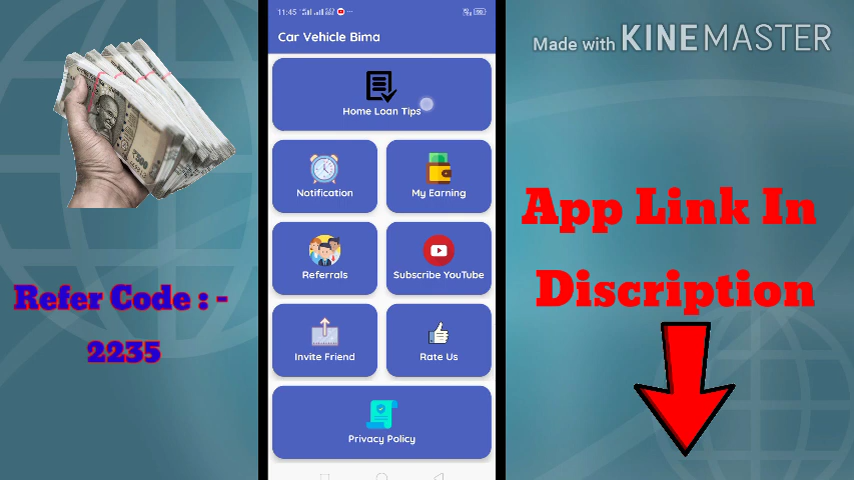 Made with KINEMASTER
11:45
Car Vehicle Bima
Home Loan Tips
Notification
My Earning
Referrals
Subscribe YouTube
Invite Friend
Rate Us
Privacy Policy
Refer Code : -
2235
App Link In
Discription